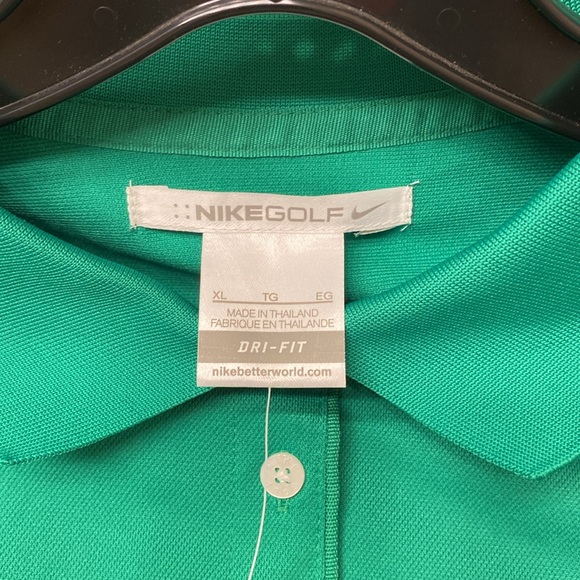 NIKEGOLF
XL TG EG
MADE IN THAILAND
FABRIQUE EN THAILANDE
DRI-FIT
nikebetterworld.com